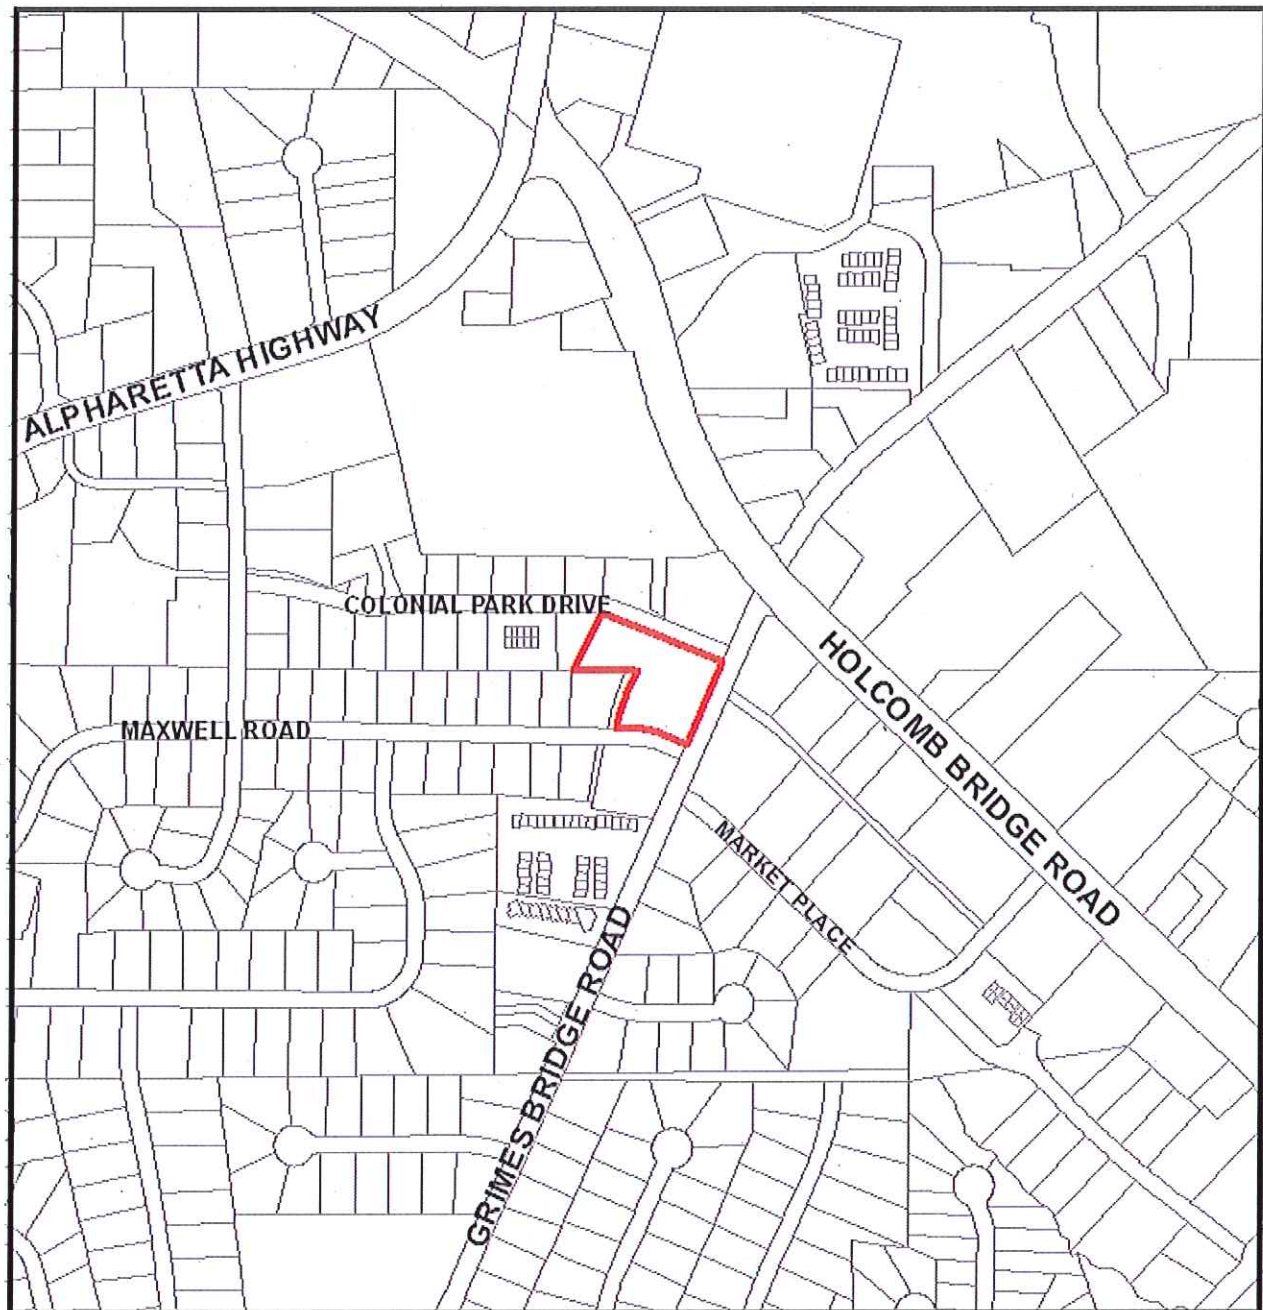 ALPHARETTA HIGHWAY
COLONIAL PARK DRIVE
HOLCOMB BRIDGE ROAD
MAXWELL ROAD
MARKET PLACE
GRIMES BRIDGE ROAD